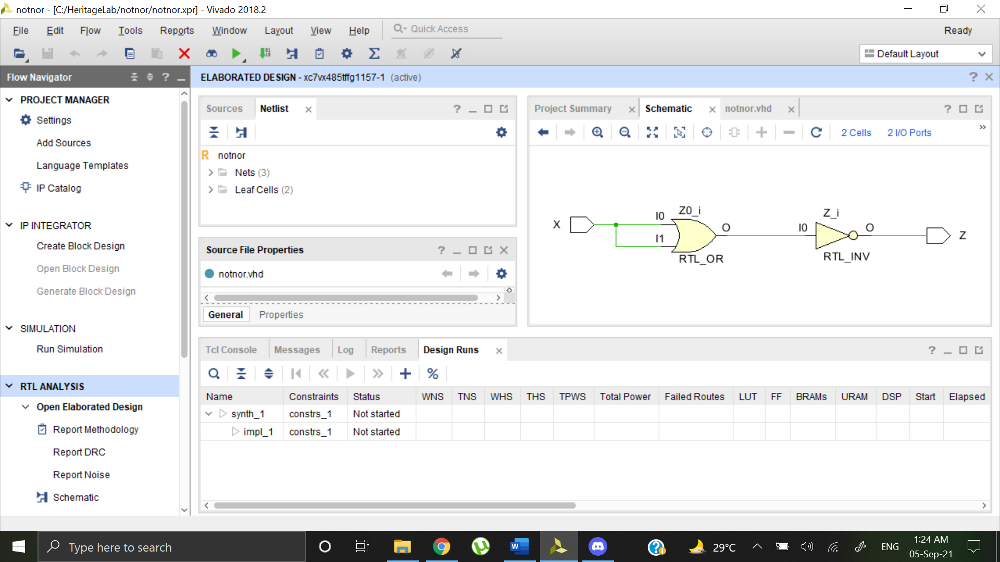 notnor - [C:/HeritageLab/notnor/notnor.xpr] - Vivado 2018.2
File Edit Flow Tools Reports Window Layout View Help Quick Access Ready
Default Layout
Flow Navigator
ELABORATED DESIGN - xc7vx485tffg1157-1 (active)
PROJECT MANAGER
Settings
Add Sources
Language Templates
IP Catalog
IP INTEGRATOR
Create Block Design
Open Block Design
Generate Block Design
SIMULATION
Run Simulation
RTL ANALYSIS
Open Elaborated Design
Report Methodology
Report DRC
Report Noise
Schematic
Sources Netlist
R notnor
Nets (3)
Leaf Cells (2)
Source File Properties
notnor.vhd
General Properties
Project Summary Schematic notnor.vhd
2 Cells 2 I/O Ports
X
I0
I1
Z0_i
O
RTL_OR
I0
Z_i
O
RTL_INV
Z
Tcl Console Messages Log Reports Design Runs
Name Constraints Status WNS TNS WHS THS TPWS Total Power Failed Routes LUT FF BRAMs URAM DSP Start Elapsed
synth_1 constrs_1 Not started
impl_1 constrs_1 Not started
Type here to search
29°C
ENG
1:24 AM
05-Sep-21